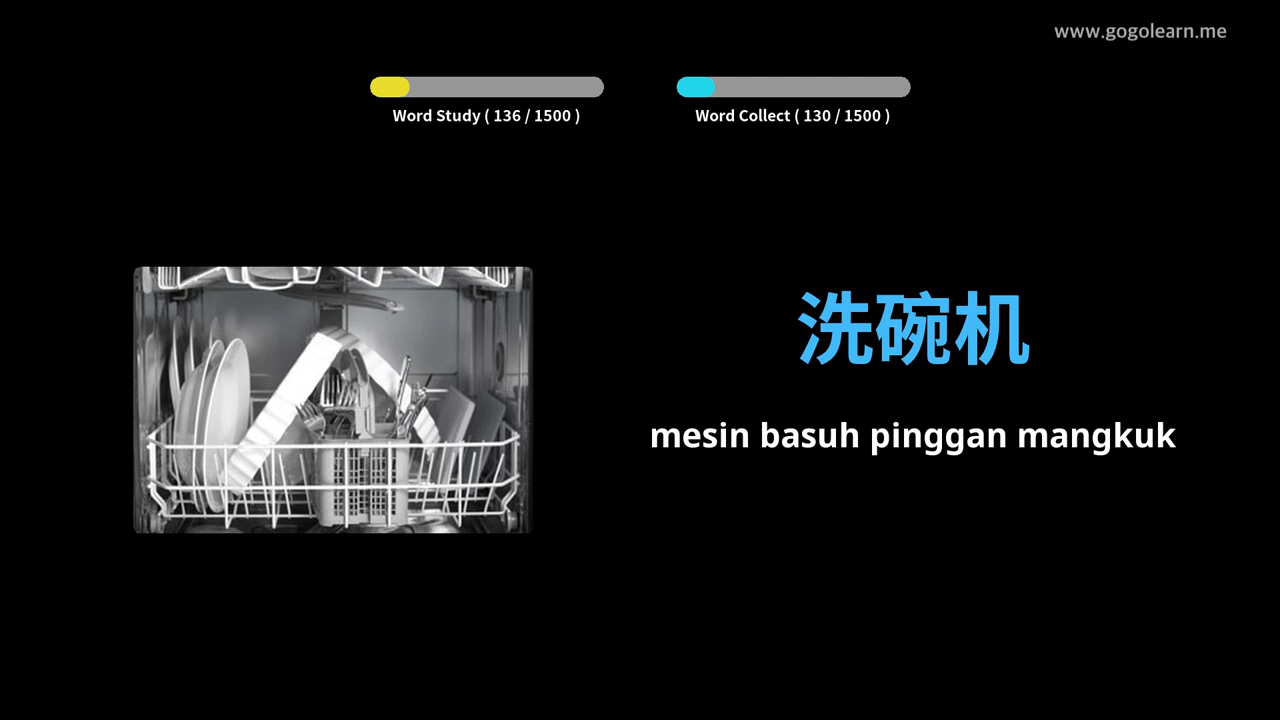 www.gogolearn.me
Word Study ( 136 / 1500 )
Word Collect ( 130 / 1500 )
洗碗机
mesin basuh pinggan mangkuk